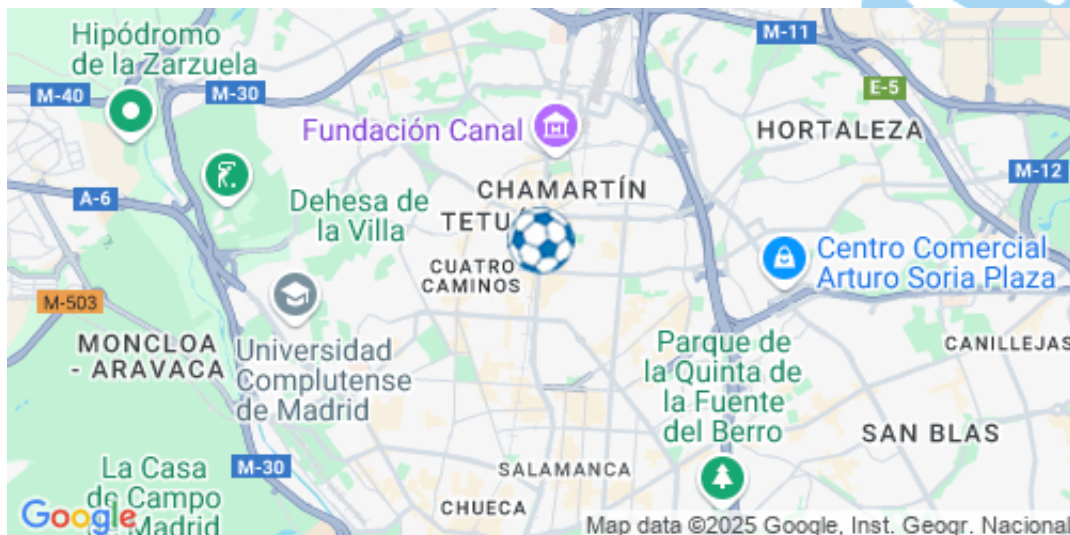 Hipódromo
de la Zarzuela
M-11
M-40
M-30
E-5
Fundación Canal
HORTALEZA
M-12
A-6
CHAMARTÍN
Dehesa de
la Villa
TETU
CUATRO
CAMINOS
Centro Comercial
Arturo Soria Plaza
M-503
MONCLOA
- ARAVACA
Universidad
Complutense
de Madrid
Parque de
la Quinta de
la Fuente
del Berro
CANILLEJAS
SAN BLAS
La Casa
de Campo
Madrid
M-30
SALAMANCA
CHUECA
Google
Map data ©2025 Google, Inst. Geogr. Nacional